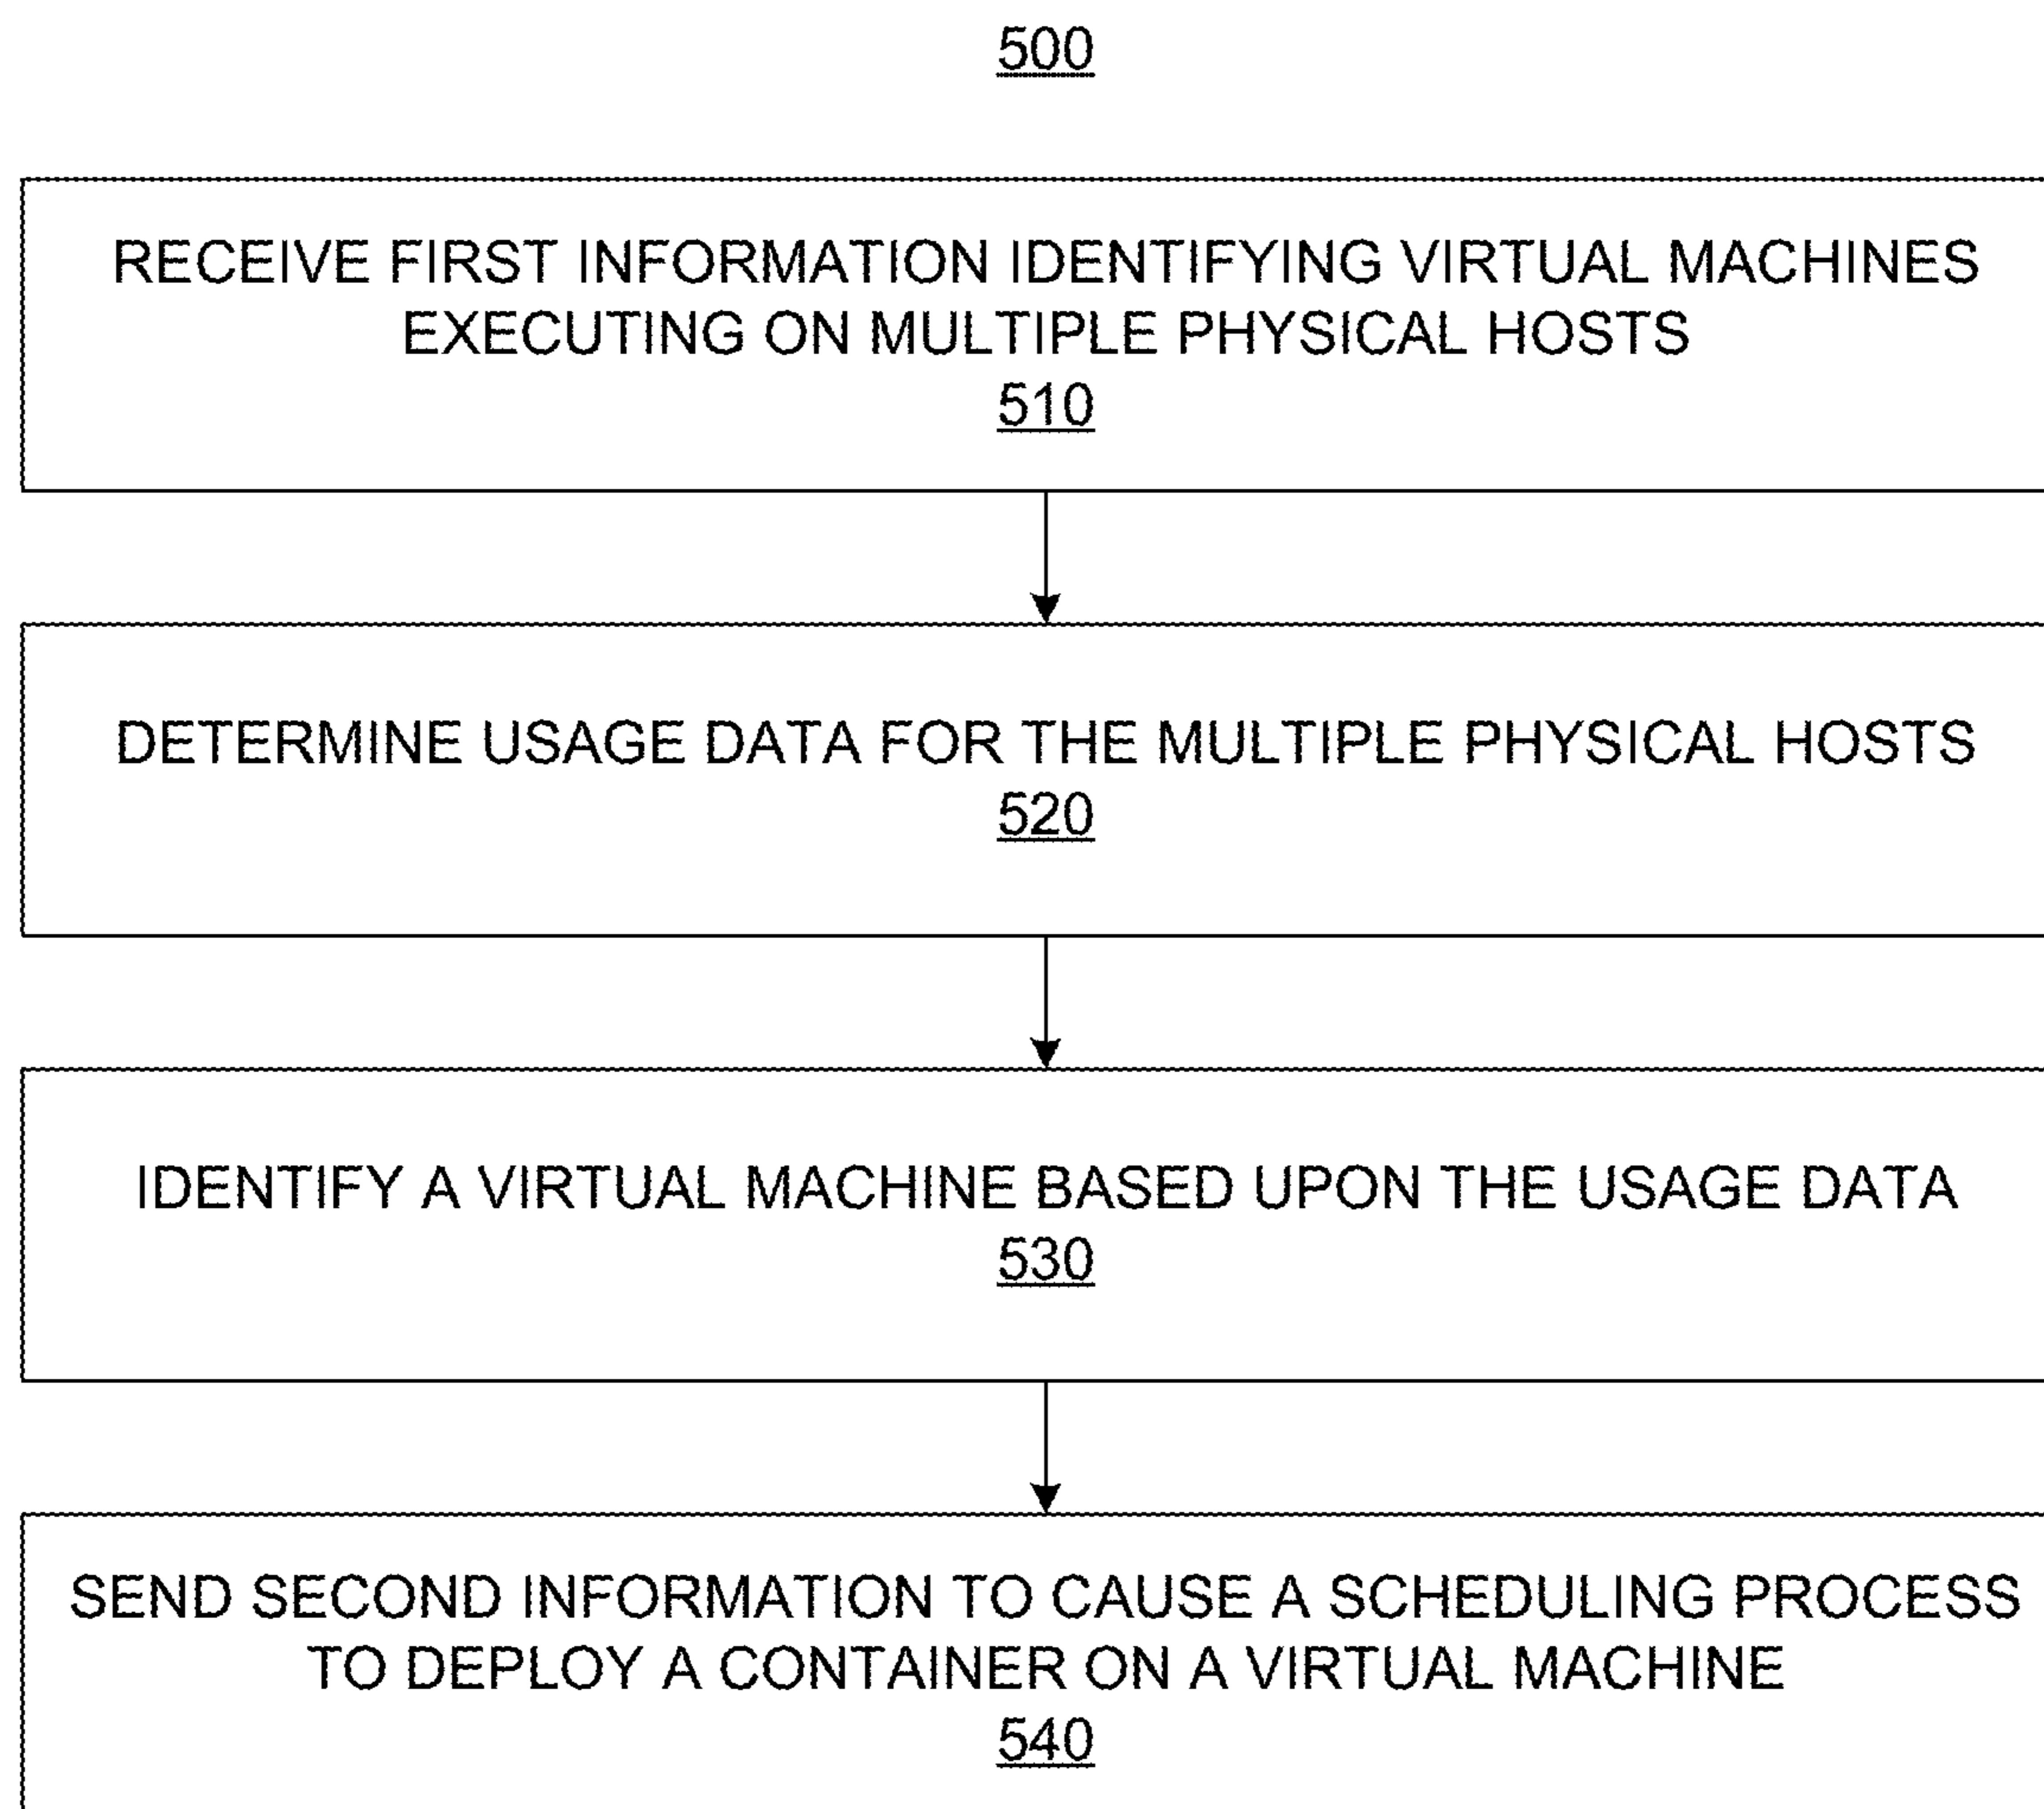 500
RECEIVE FIRST INFORMATION IDENTIFYING VIRTUAL MACHINES
EXECUTING ON MULTIPLE PHYSICAL HOSTS
510
DETERMINE USAGE DATA FOR THE MULTIPLE PHYSICAL HOSTS
520
IDENTIFY A VIRTUAL MACHINE BASED UPON THE USAGE DATA
530
SEND SECOND INFORMATION TO CAUSE A SCHEDULING PROCESS
TO DEPLOY A CONTAINER ON A VIRTUAL MACHINE
540